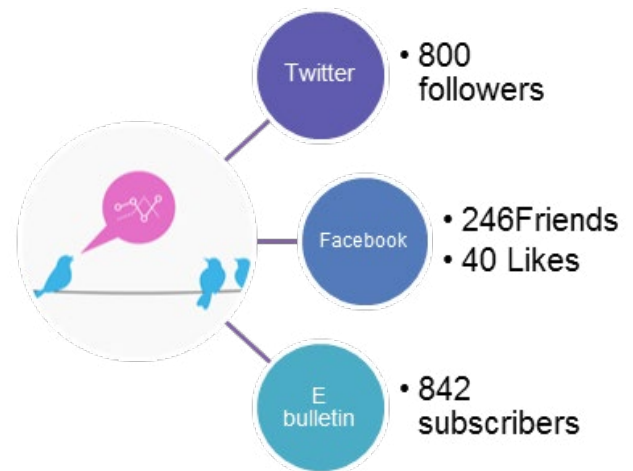 Twitter
• 800
followers
Facebook
• 246Friends
• 40 Likes
E
bulletin
• 842
subscribers